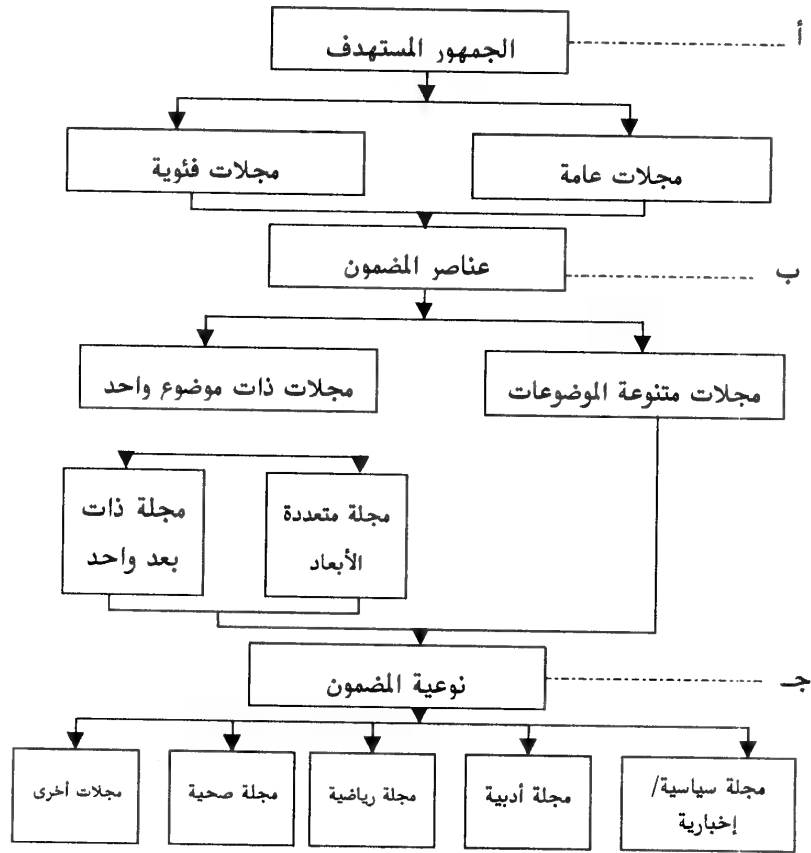 أ
الجمهور المستهدف
مجلات عامة
مجلات فئوية
ب
عناصر المضمون
مجلات متنوعة الموضوعات
مجلات ذات موضوع واحد
مجلة متعددة
الأبعاد
مجلة ذات
بعد واحد
جـ
نوعية المضمون
مجلة سياسية/
إخبارية
مجلة أدبية
مجلة رياضية
مجلة صحية
مجلات أخرى